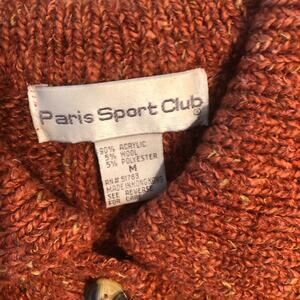 Paris Sport Club
®
90% ACRYLIC
5% WOOL
5% POLYESTER
M
RN# 51783
MADE IN HONG KONG
SEE REVERSE
FOR CARE